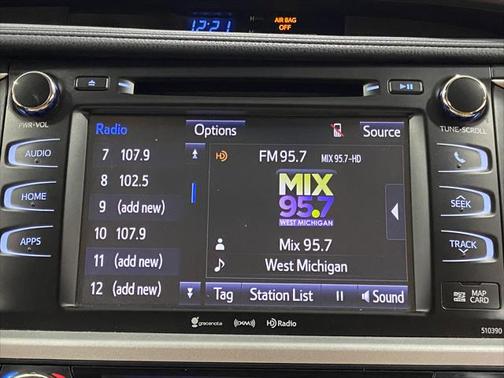 12:21
AIR BAG
OFF
PWR•VOL
TUNE•SCROLL
Radio
Options
Source
AUDIO
HOME
APPS
SEEK
TRACK
MAP
CARD
7 107.9
8 102.5
9 (add new)
10 107.9
11 (add new)
12 (add new)
HD
FM 95.7
MIX 95.7-HD
MIX
95.7
WEST MICHIGAN
Mix 95.7
West Michigan
Tag
Station List
Sound
gracenote
((XM))
HD Radio
510390